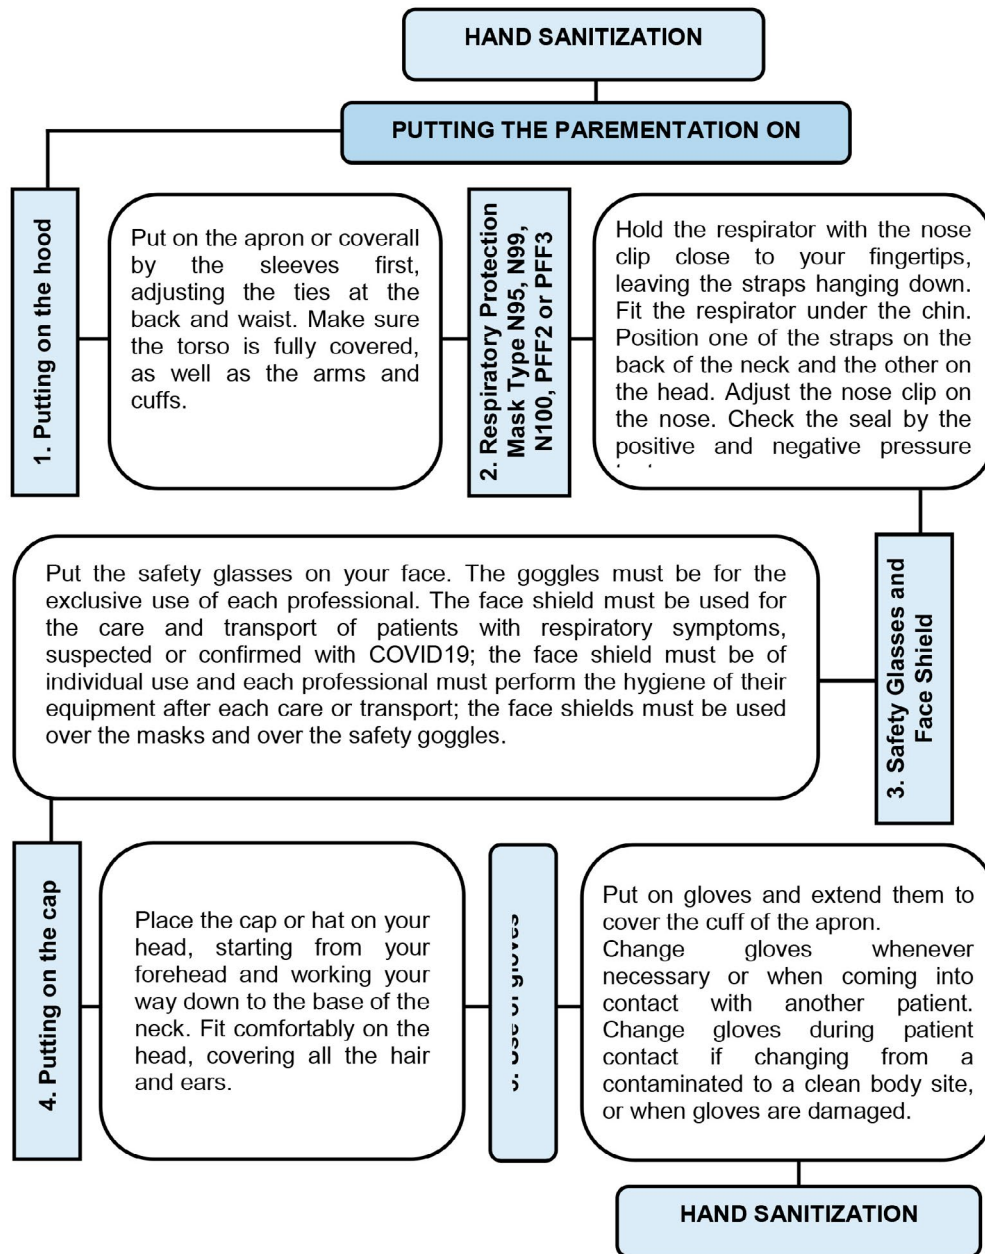 HAND SANITIZATION
PUTTING THE PAREMENTATION ON
1. Putting on the hood
Put on the apron or coverall
by the sleeves first,
adjusting the ties at the
back and waist. Make sure
the torso is fully covered,
as well as the arms and
cuffs.
2. Respiratory Protection
Mask Type N95, N99,
N100, PFF2 or PFF3
Hold the respirator with the nose
clip close to your fingertips,
leaving the straps hanging down.
Fit the respirator under the chin.
Position one of the straps on the
back of the neck and the other on
the head. Adjust the nose clip on
the nose. Check the seal by the
positive and negative pressure
3. Safety Glasses and
Face Shield
Put the safety glasses on your face. The goggles must be for the
exclusive use of each professional. The face shield must be used for
the care and transport of patients with respiratory symptoms,
suspected or confirmed with COVID19; the face shield must be of
individual use and each professional must perform the hygiene of their
equipment after each care or transport; the face shields must be used
over the masks and over the safety goggles.
4. Putting on the cap
Place the cap or hat on your
head, starting from your
forehead and working your
way down to the base of the
neck. Fit comfortably on the
head, covering all the hair
and ears.
5. Use of gloves
Put on gloves and extend them to
cover the cuff of the apron.
Change gloves whenever
necessary or when coming into
contact with another patient.
Change gloves during patient
contact if changing from a
contaminated to a clean body site,
or when gloves are damaged.
HAND SANITIZATION